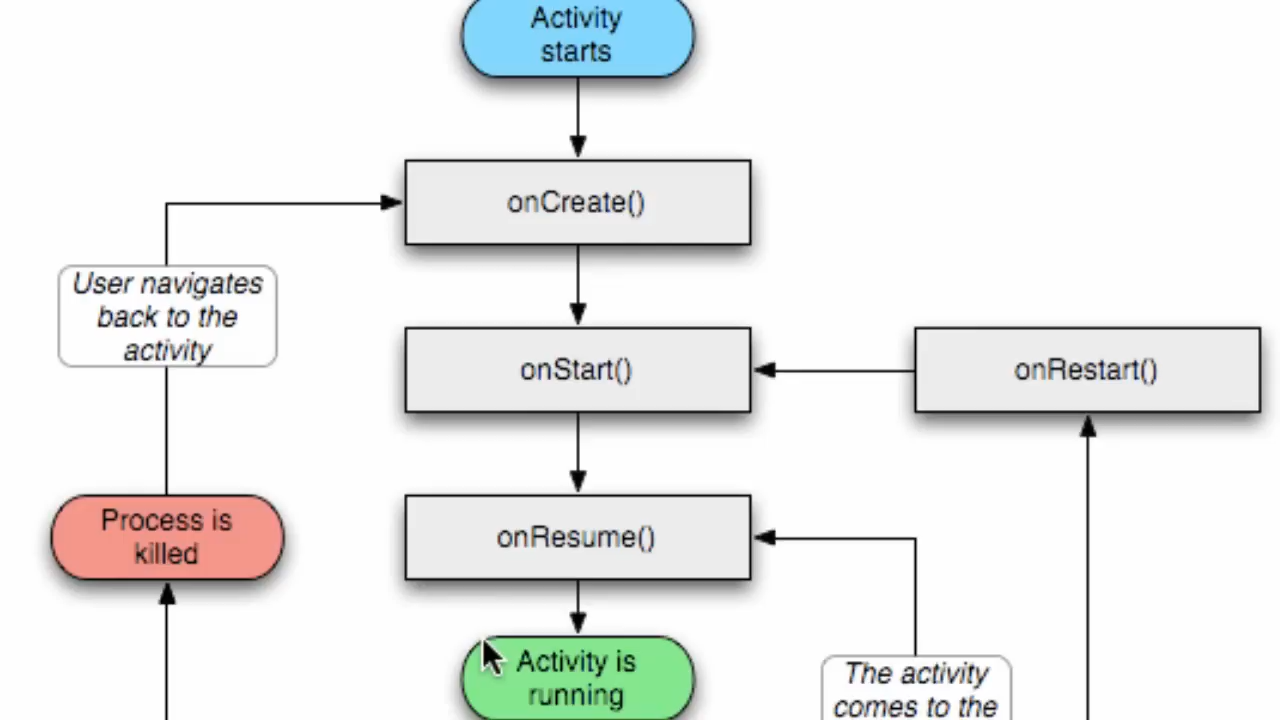 Activity
starts
onCreate()
User navigates
back to the
activity
onStart()
onRestart()
Process is
killed
onResume()
Activity is
running
The activity
comes to the